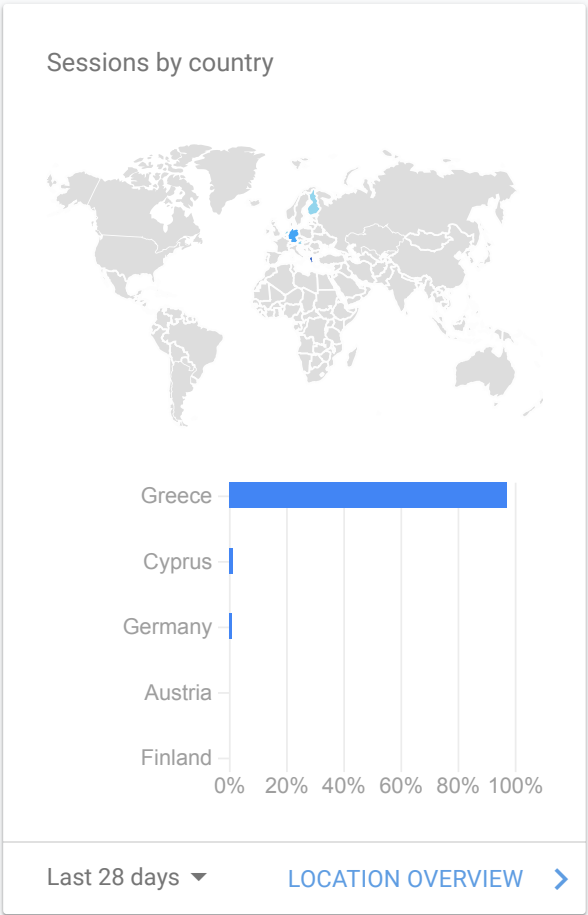 Sessions by country
Greece
Cyprus
Germany
Austria
Finland
0% 20% 40% 60% 80% 100%
Last 28 days
LOCATION OVERVIEW